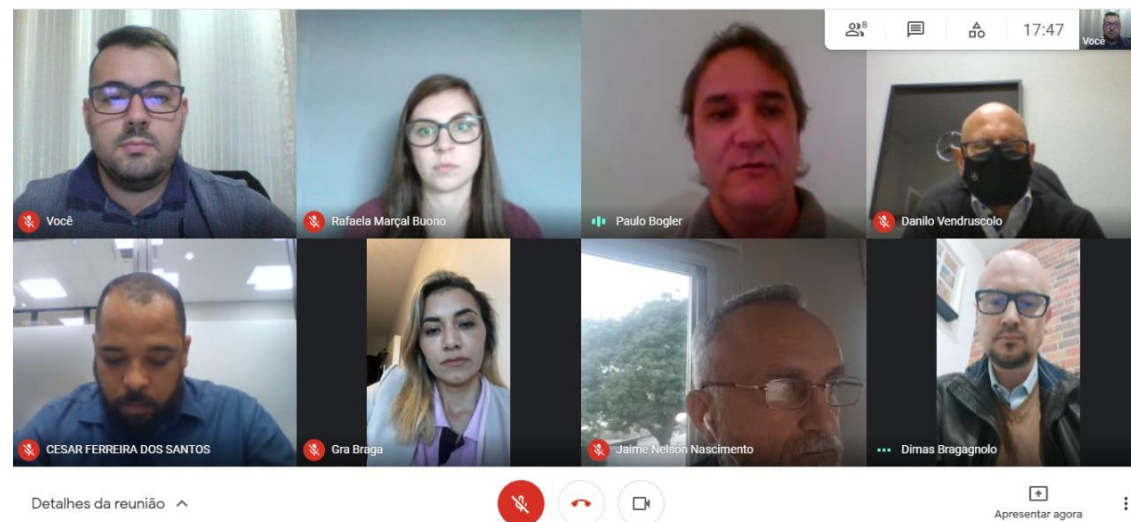 8
17:47
Você
Você
Rafaela Marçal Buono
Paulo Bogler
Danilo Vendruscolo
CESAR FERREIRA DOS SANTOS
Gra Braga
Jaime Nelson Nascimento
Dimas Bragagnolo
Detalhes da reunião
Apresentar agora